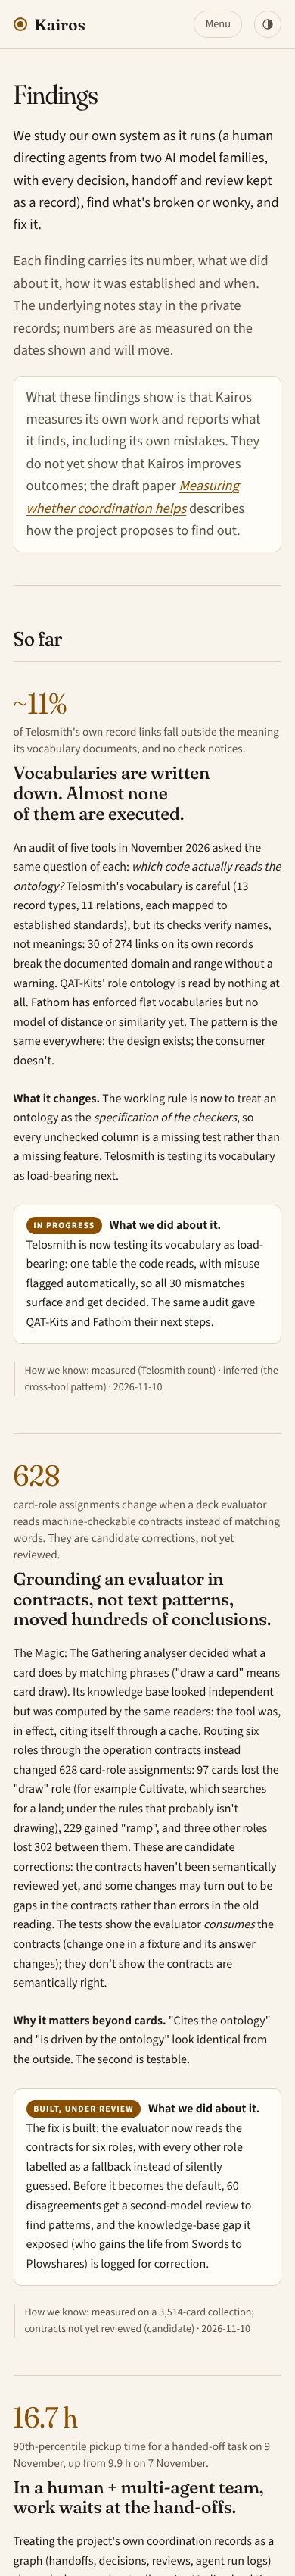 Kairos
Menu
Findings
We study our own system as it runs (a human
directing agents from two AI model families,
with every decision, handoff and review kept
as a record), find what's broken or wonky, and
fix it.
Each finding carries its number, what we did
about it, how it was established and when.
The underlying notes stay in the private
records; numbers are as measured on the
dates shown and will move.
What these findings show is that Kairos
measures its own work and reports what
it finds, including its own mistakes. They
do not yet show that Kairos improves
outcomes; the draft paper Measuring
whether coordination helps describes
how the project proposes to find out.
So far
~11%
of Telosmith's own record links fall outside the meaning
its vocabulary documents, and no check notices.
Vocabularies are written
down. Almost none
of them are executed.
An audit of five tools in November 2026 asked the
same question of each: which code actually reads the
ontology? Telosmith's vocabulary is careful (13
record types, 11 relations, each mapped to
established standards), but its checks verify names,
not meanings: 30 of 274 links on its own records
break the documented domain and range without a
warning. QAT-Kits' role ontology is read by nothing at
all. Fathom has enforced flat vocabularies but no
model of distance or similarity yet. The pattern is the
same everywhere: the design exists; the consumer
doesn't.
What it changes. The working rule is now to treat an
ontology as the specification of the checkers, so
every unchecked column is a missing test rather than
a missing feature. Telosmith is testing its vocabulary
as load-bearing next.
IN PROGRESS What we did about it.
Telosmith is now testing its vocabulary as load-
bearing: one table the code reads, with misuse
flagged automatically, so all 30 mismatches
surface and get decided. The same audit gave
QAT-Kits and Fathom their next steps.
How we know: measured (Telosmith count) · inferred (the
cross-tool pattern) · 2026-11-10
628
card-role assignments change when a deck evaluator
reads machine-checkable contracts instead of matching
words. They are candidate corrections, not yet
reviewed.
Grounding an evaluator in
contracts, not text patterns,
moved hundreds of conclusions.
The Magic: The Gathering analyser decided what a
card does by matching phrases ("draw a card" means
card draw). Its knowledge base looked independent
but was computed by the same readers: the tool was,
in effect, citing itself through a cache. Routing six
roles through the operation contracts instead
changed 628 card-role assignments: 97 cards lost the
"draw" role (for example Cultivate, which searches
for a land; under the rules that probably isn't
drawing), 229 gained "ramp", and three other roles
lost 302 between them. These are candidate
corrections: the contracts haven't been semantically
reviewed yet, and some changes may turn out to be
gaps in the contracts rather than errors in the old
reading. The tests show the evaluator consumes the
contracts (change one in a fixture and its answer
changes); they don't show the contracts are
semantically right.
Why it matters beyond cards. "Cites the ontology"
and "is driven by the ontology" look identical from
the outside. The second is testable.
BUILT, UNDER REVIEW What we did about it.
The fix is built: the evaluator now reads the
contracts for six roles, with every other role
labelled as a fallback instead of silently
guessed. Before it becomes the default, 60
disagreements get a second-model review to
find patterns, and the knowledge-base gap it
exposed (who gains the life from Swords to
Plowshares) is logged for correction.
How we know: measured on a 3,514-card collection;
contracts not yet reviewed (candidate) · 2026-11-10
16.7 h
90th-percentile pickup time for a handed-off task on 9
November, up from 9.9 h on 7 November.
In a human + multi-agent team,
work waits at the hand-offs.
Treating the project's own coordination records as a
graph (handoffs, decisions, reviews, agent run logs)